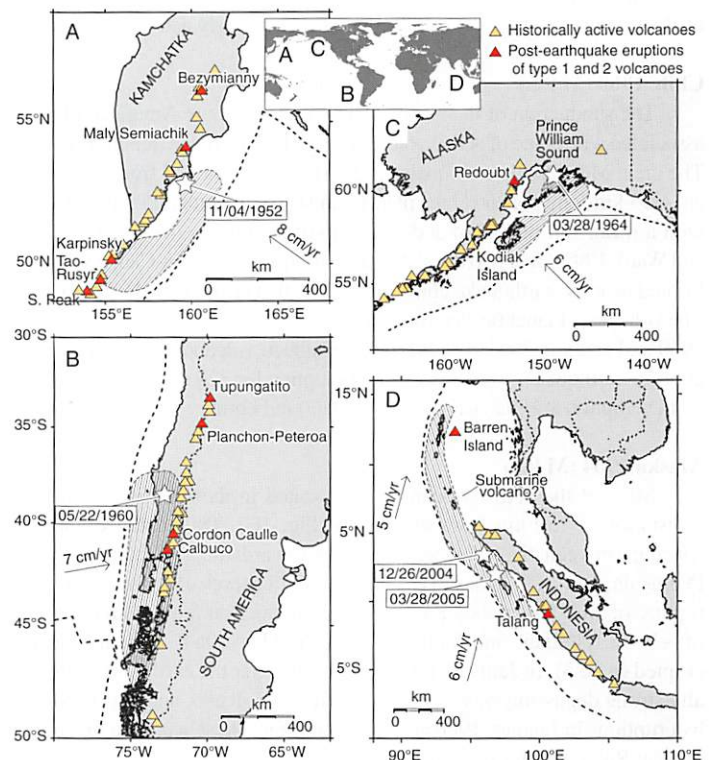 A
KAMCHATKA
Bezymianny
55°N
Maly Semiachik
11/04/1952
Karpinsky
50°N
Tao-
Rusyr
S. Peak
8 cm/yr
km
0 400
155°E 160°E 165°E
A C
B
D
Historically active volcanoes
Post-earthquake eruptions
of type 1 and 2 volcanoes
C
ALASKA
Prince
William
Sound
Redoubt
60°N
03/28/1964
Kodiak
Island
55°N
6 cm/yr
km
0 400
160°W 150°W 140°W
30°S
B
Tupungatito
35°S
Planchon-Peteroa
05/22/1960
40°S
Cordon Caulle
Calbuco
7 cm/yr
SOUTH AMERICA
45°S
km
0 400
50°S
75°W 70°W 65°W
15°N
D
Barren
Island
Submarine
volcano?
5 cm/yr
5°N
12/26/2004
03/28/2005
INDONESIA
Talang
6 cm/yr
5°S
km
0 400
90°E 100°E 110°E